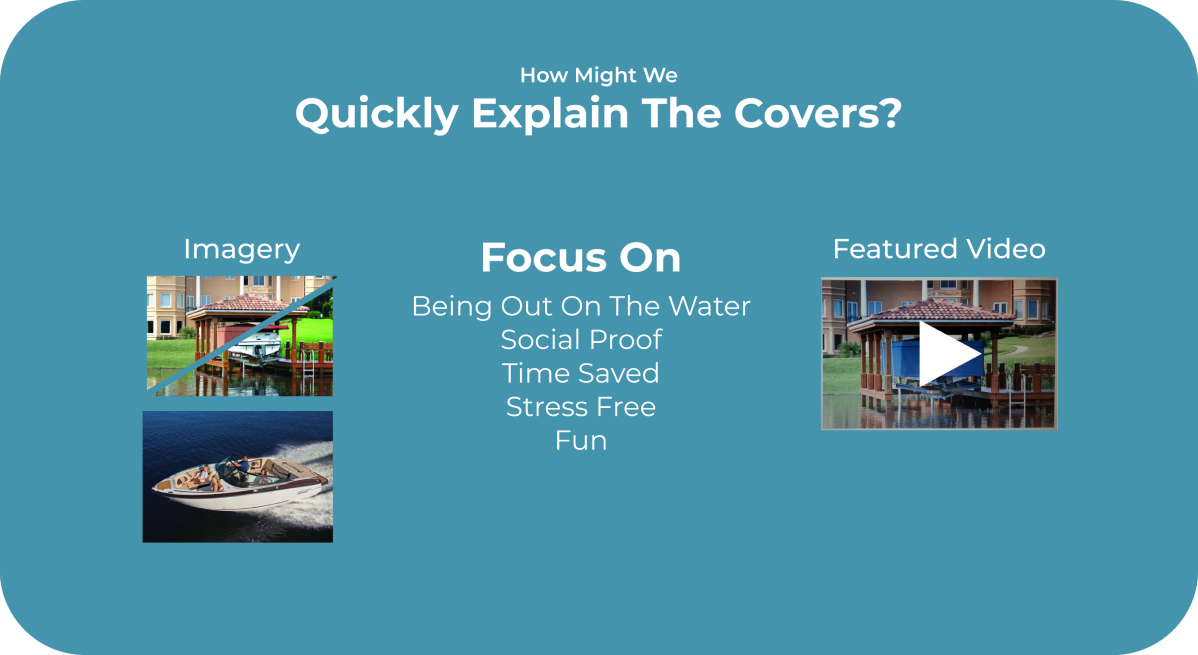 How Might We
Quickly Explain The Covers?
Imagery
Focus On
Being Out On The Water
Social Proof
Time Saved
Stress Free
Fun
Featured Video